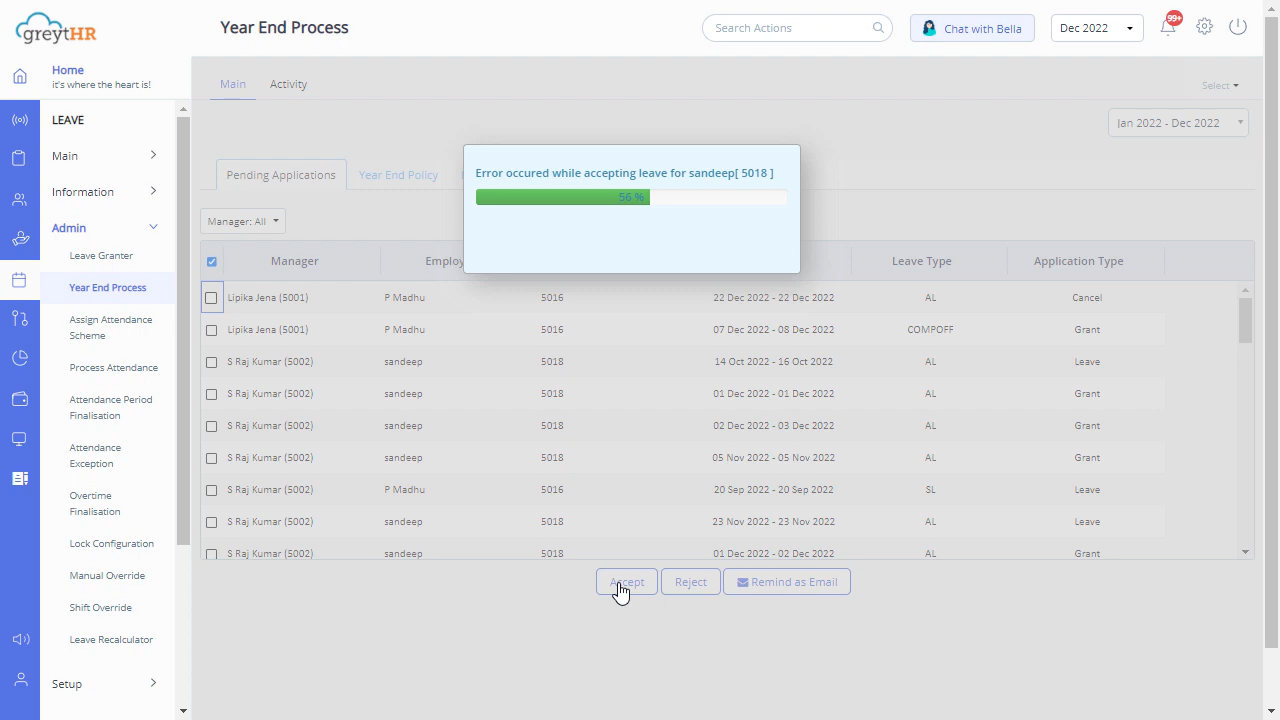 greytHR
Year End Process
Search Actions
Chat with Bella
Dec 2022
99+
Home
it's where the heart is!
Main
Activity
Select
LEAVE
Jan 2022 - Dec 2022
Main
Error occured while accepting leave for sandeep[ 5018 ]
56 %
Pending Applications
Year End Policy
Information
Manager: All
Admin
Leave Granter
Year End Process
Assign Attendance
Scheme
Process Attendance
Attendance Period
Finalisation
Attendance
Exception
Overtime
Finalisation
Lock Configuration
Manual Override
Shift Override
Leave Recalculator
Setup
Manager Employ Leave Type Application Type
Lipika Jena (5001) P Madhu 5016 22 Dec 2022 - 22 Dec 2022 AL Cancel
Lipika Jena (5001) P Madhu 5016 07 Dec 2022 - 08 Dec 2022 COMPOFF Grant
S Raj Kumar (5002) sandeep 5018 14 Oct 2022 - 16 Oct 2022 AL Leave
S Raj Kumar (5002) sandeep 5018 01 Dec 2022 - 01 Dec 2022 AL Grant
S Raj Kumar (5002) sandeep 5018 02 Dec 2022 - 03 Dec 2022 AL Grant
S Raj Kumar (5002) sandeep 5018 05 Nov 2022 - 05 Nov 2022 AL Grant
S Raj Kumar (5002) P Madhu 5016 20 Sep 2022 - 20 Sep 2022 SL Leave
S Raj Kumar (5002) sandeep 5018 23 Nov 2022 - 23 Nov 2022 AL Leave
S Raj Kumar (5002) sandeep 5018 01 Dec 2022 - 02 Dec 2022 AL Grant
Accept
Reject
Remind as Email